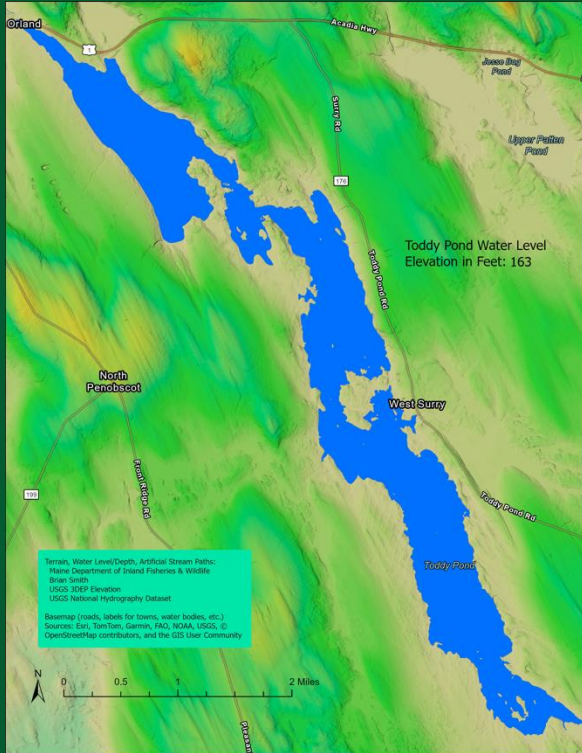 Orland
1
Acadia Hwy
Jesse Bog
Pond
Surry Rd
Upper Patten
Pond
176
Toddy Pond Water Level
Elevation in Feet: 163
Toddy Pond Rd
North
Penobscot
West Surry
199
Front Ridge Rd
Toddy Pond Rd
Toddy Pond
Terrain, Water Level/Depth, Artificial Stream Paths:
Maine Department of Inland Fisheries & Wildlife
Brian Smith
USGS 3DEP Elevation
USGS National Hydrography Dataset
Basemap (roads, labels for towns, water bodies, etc.)
Sources: Esri, TomTom, Garmin, FAO, NOAA, USGS, ©
OpenStreetMap contributors, and the GIS User Community
N
0 0.5 1 2 Miles
Pleasan